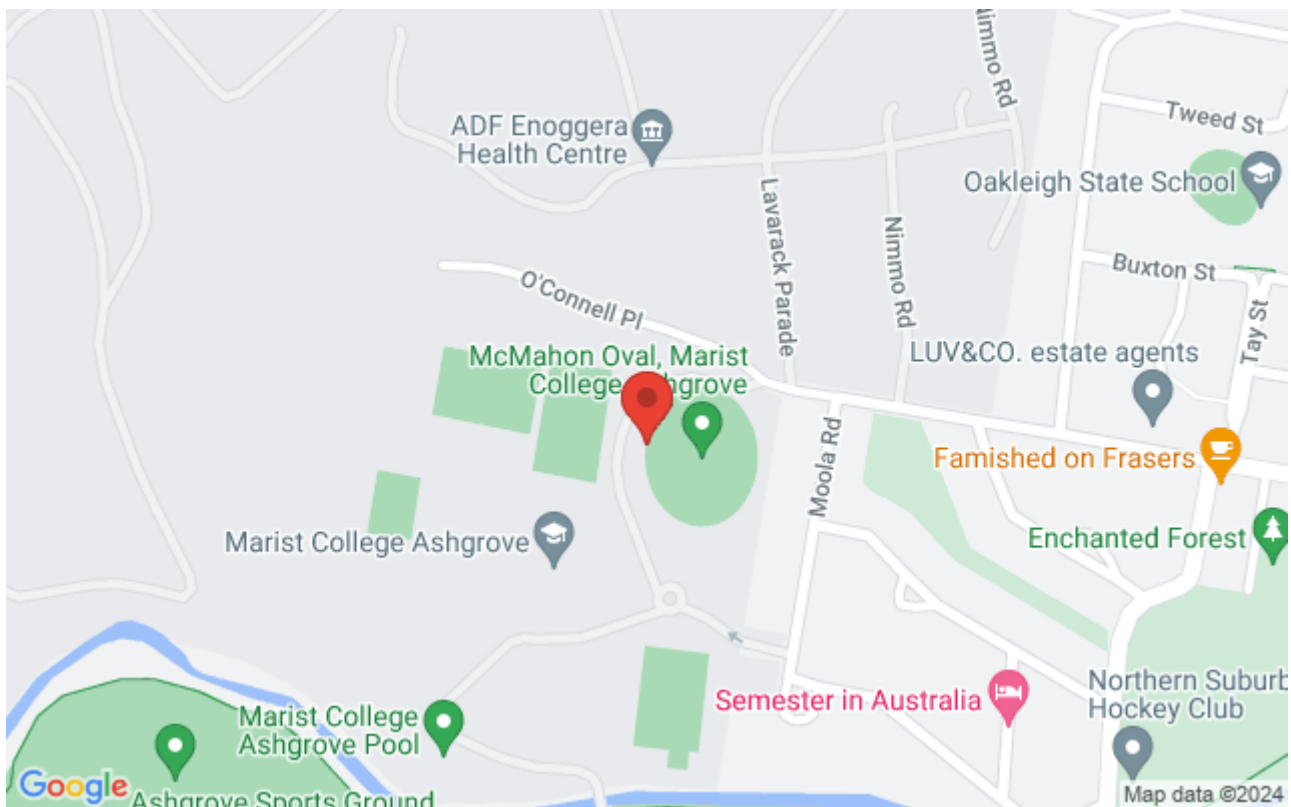 Nimmo Rd
Tweed St
ADF Enoggera
Health Centre
Oakleigh State School
Lavarack Parade
Nimmo Rd
Buxton St
O'Connell Pl
Tay St
LUV&CO. estate agents
McMahon Oval, Marist
College Ashgrove
Moola Rd
Famished on Frasers
Marist College Ashgrove
Enchanted Forest
Semester in Australia
Northern Suburb
Hockey Club
Marist College
Ashgrove Pool
Google
Ashgrove Sports Ground
Map data ©2024